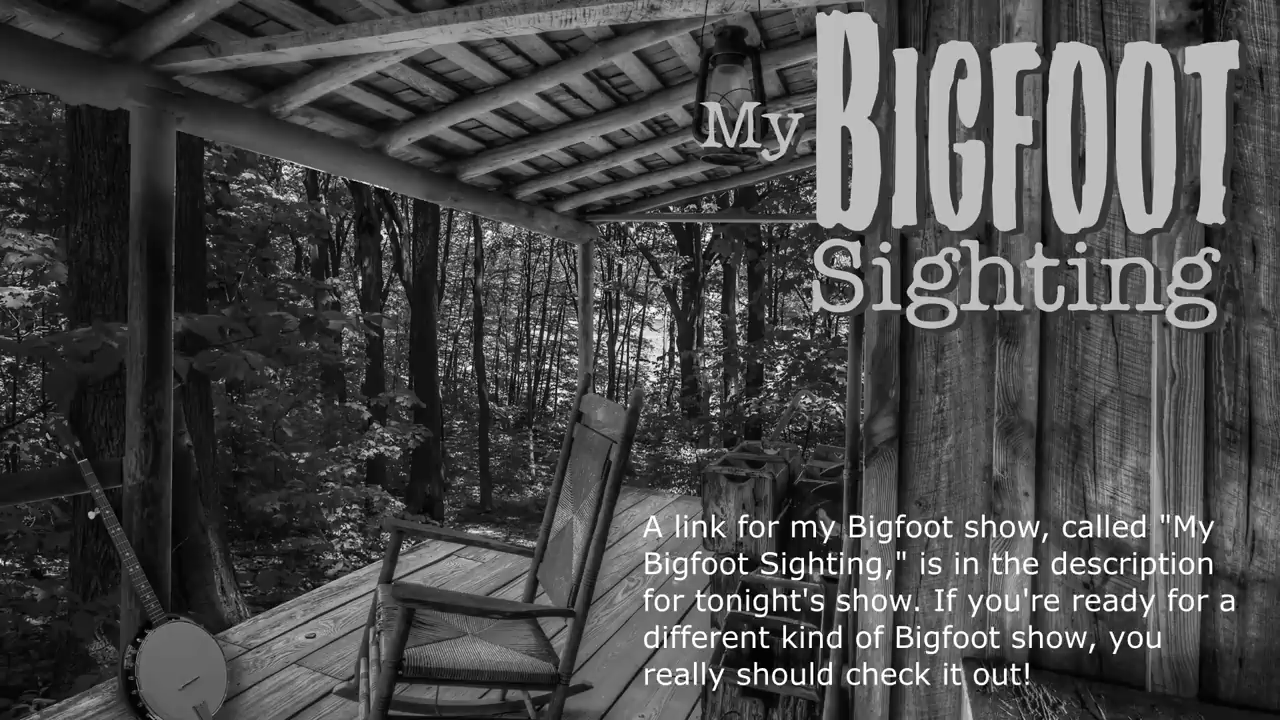 My BIGFOOT
Sighting
A link for my Bigfoot show, called "My
Bigfoot Sighting," is in the description
for tonight's show. If you're ready for a
different kind of Bigfoot show, you
really should check it out!